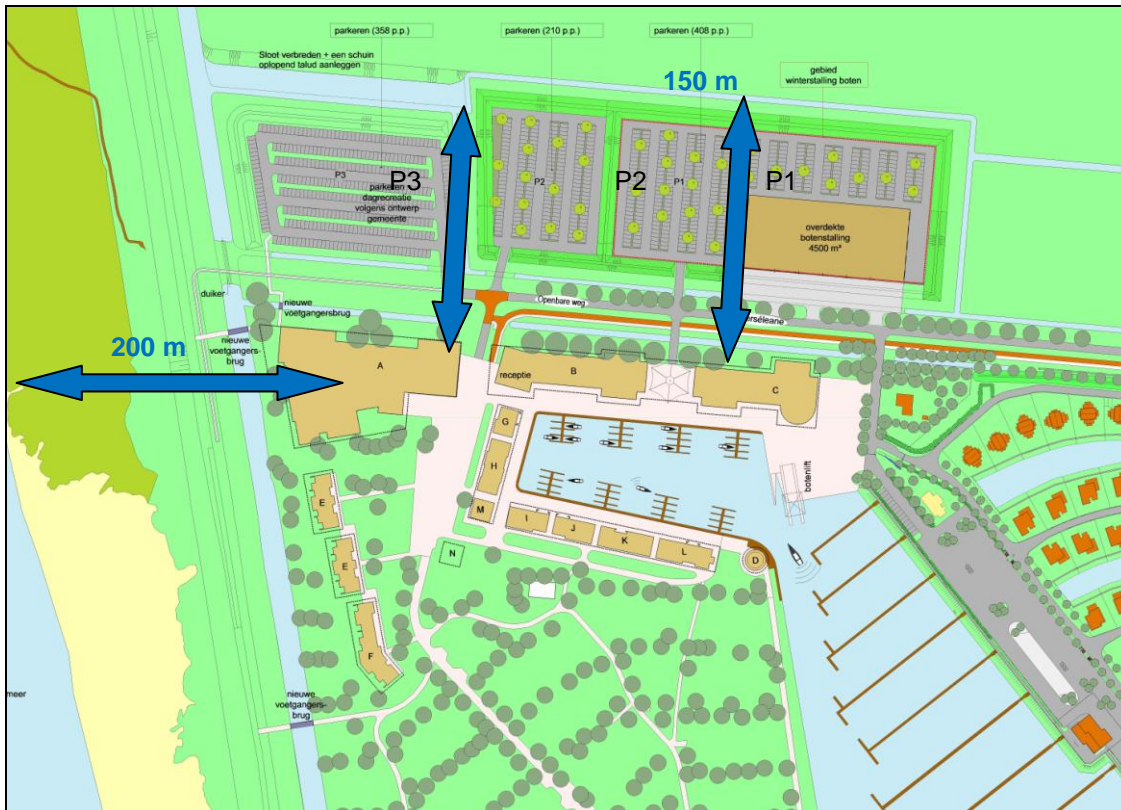 parkeren (358 p.p.)
parkeren (210 p.p.)
parkeren (408 p.p.)
Sloot verbreden + een schuin
oplopend talud aanleggen
150 m
gebied
winterstalling boten
P3
P3
parkeren
dagrecreatie
volgens ontwerp
gemeente
P2
P2
P1
P1
overdekte
botenstalling
4500 m²
duiker
nieuwe
voetgangersbrug
Openbare weg
nieuwe
voetgangers-
brug
200 m
A
receptie
B
C
G
H
M
I
J
K
L
D
N
E
E
F
botenlift
nieuwe
voetgangers-
brug
meer